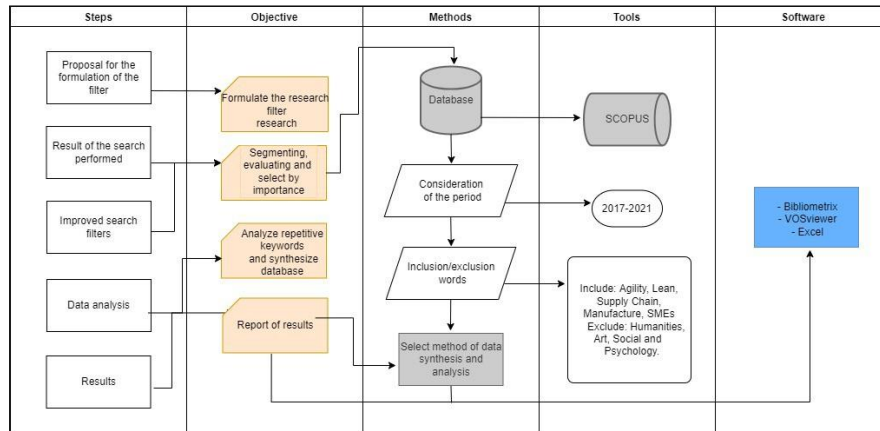 Steps
Objective
Methods
Tools
Software
Proposal for the
formulation of the
filter
Result of the search
performed
Improved search
filters
Data analysis
Results
Formulate the research
filter
research
Segmenting,
evaluating and
select by
importance
Analyze repetitive
keywords
and synthesize
database
Report of results
Database
Consideration
of the period
Inclusion/exclusion
words
Select method of data
synthesis and
analysis
SCOPUS
2017-2021
Include: Agility, Lean,
Supply Chain,
Manufacture, SMEs
Exclude: Humanities,
Art, Social and
Psychology.
- Bibliometrix
- VOSviewer
- Excel